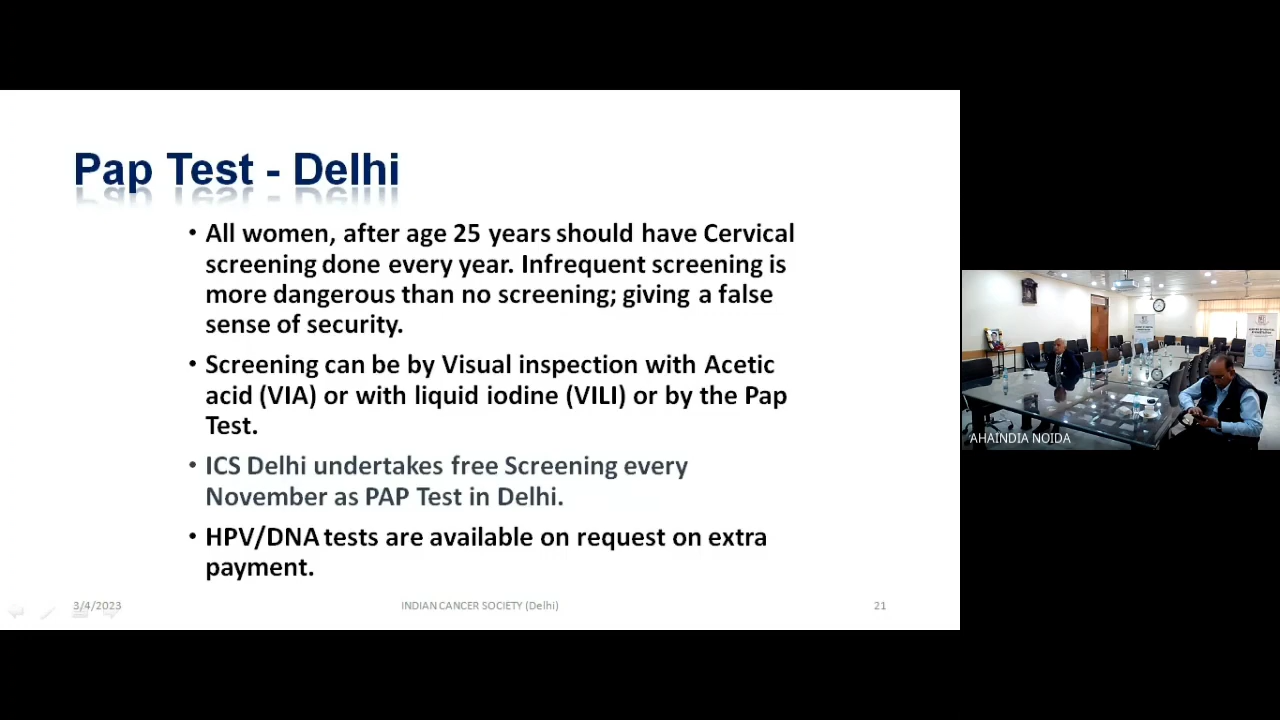 Pap Test - Delhi
• All women, after age 25 years should have Cervical
screening done every year. Infrequent screening is
more dangerous than no screening; giving a false
sense of security.
• Screening can be by Visual inspection with Acetic
acid (VIA) or with liquid iodine (VILI) or by the Pap
Test.
• ICS Delhi undertakes free Screening every
November as PAP Test in Delhi.
• HPV/DNA tests are available on request on extra
payment.
3/4/2023
INDIAN CANCER SOCIETY (Delhi)
21
AHAINDIA NOIDA